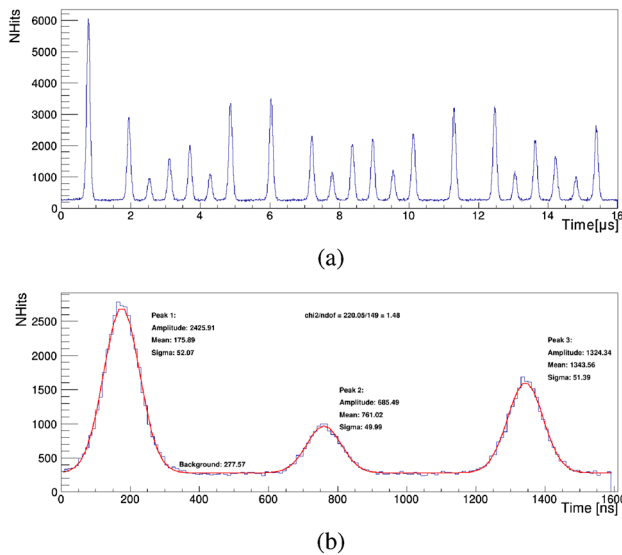 NHits
6000
5000
4000
3000
2000
1000
0
0 2 4 6 8 10 12 14 16
Time[μs]
(a)
NHits
2500
2000
1500
1000
500
0
Peak 1:
Amplitude: 2425.91
Mean: 175.89
Sigma: 52.07
chi2/ndof = 220.05/149 = 1.48
Peak 2:
Amplitude: 685.49
Mean: 761.02
Sigma: 49.99
Peak 3:
Amplitude: 1324.34
Mean: 1343.56
Sigma: 51.39
Background: 277.57
0 200 400 600 800 1000 1200 1400 1600
Time [ns]
(b)